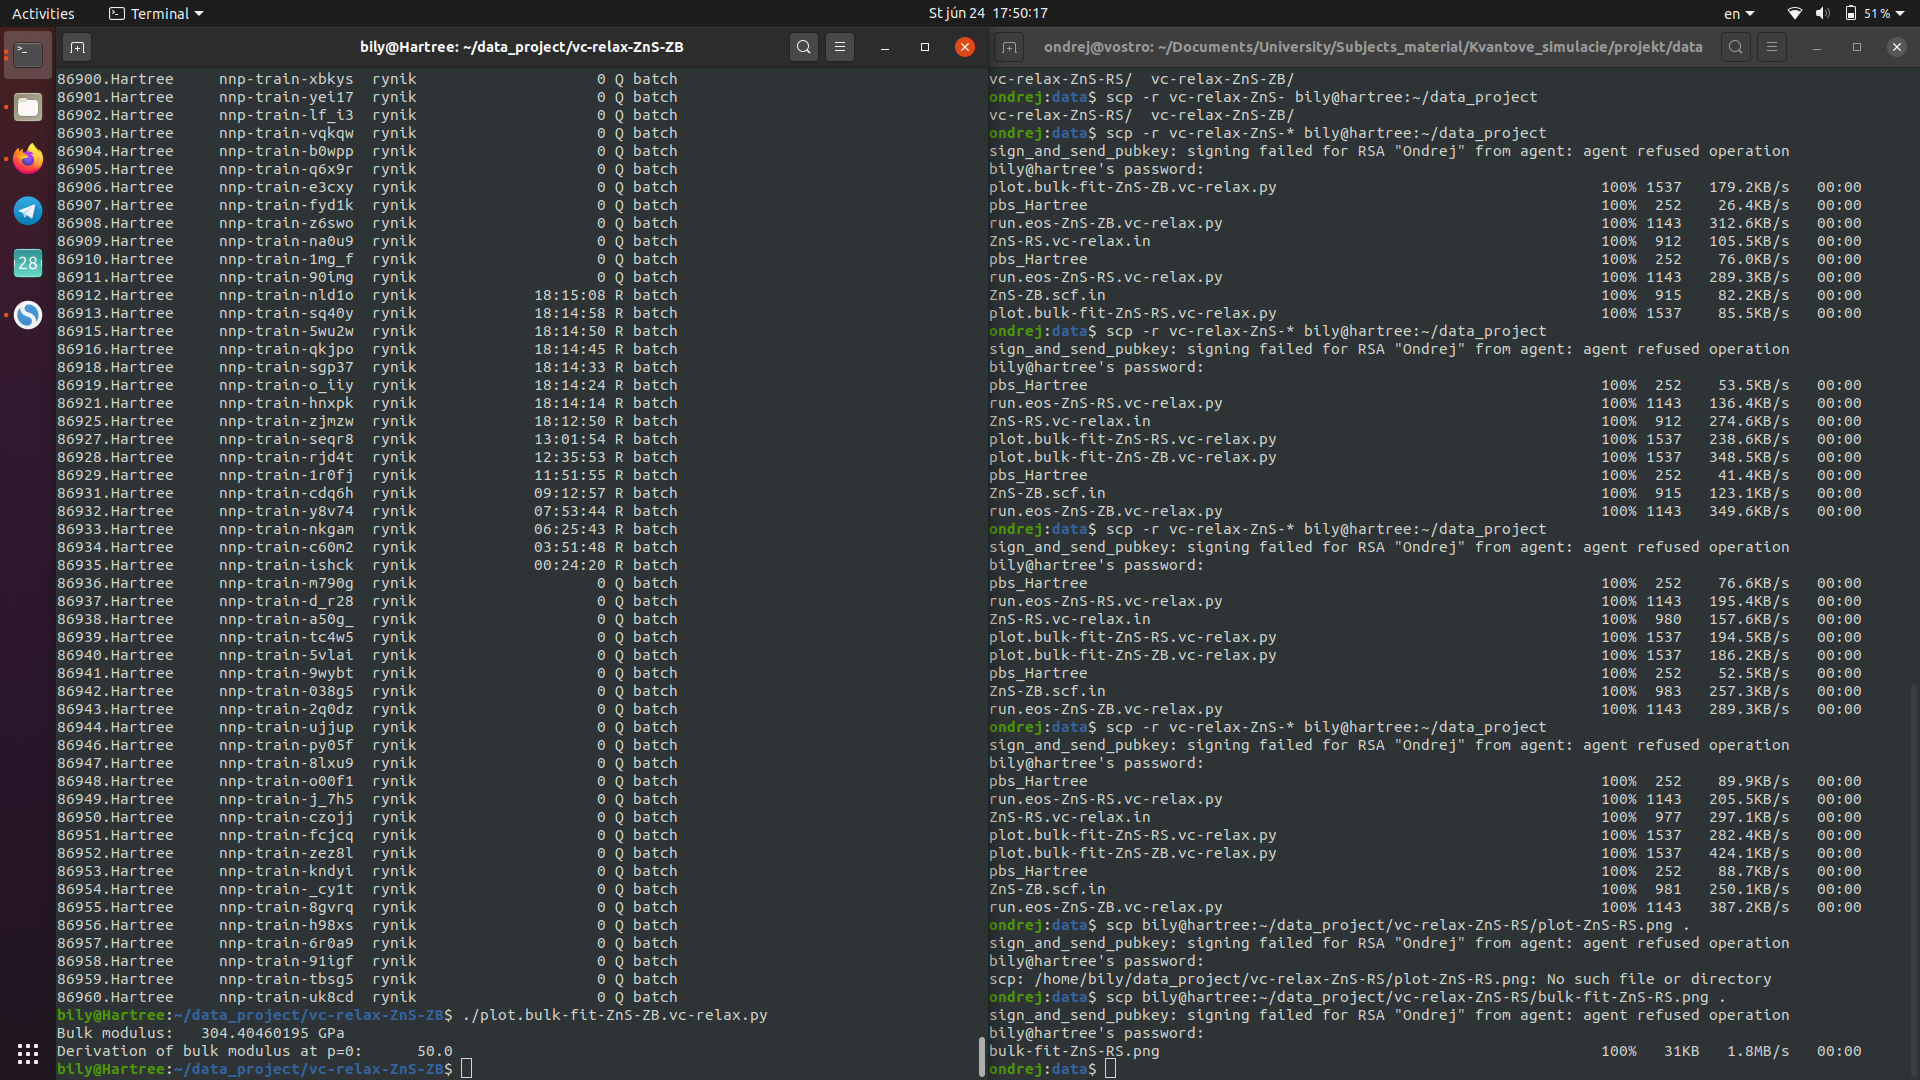 Activities Terminal St jún 24 17:50:17 en 51 %
bily@Hartree: ~/data_project/vc-relax-ZnS-ZB
86900.Hartree nnp-train-xbkys rynik 0 Q batch
86901.Hartree nnp-train-yei17 rynik 0 Q batch
86902.Hartree nnp-train-lf_i3 rynik 0 Q batch
86903.Hartree nnp-train-vqkqw rynik 0 Q batch
86904.Hartree nnp-train-b0wpp rynik 0 Q batch
86905.Hartree nnp-train-q6x9r rynik 0 Q batch
86906.Hartree nnp-train-e3cxy rynik 0 Q batch
86907.Hartree nnp-train-fyd1k rynik 0 Q batch
86908.Hartree nnp-train-z6swo rynik 0 Q batch
86909.Hartree nnp-train-na0u9 rynik 0 Q batch
86910.Hartree nnp-train-1mg_f rynik 0 Q batch
86911.Hartree nnp-train-90img rynik 0 Q batch
86912.Hartree nnp-train-nld1o rynik 18:15:08 R batch
86913.Hartree nnp-train-sq40y rynik 18:14:58 R batch
86915.Hartree nnp-train-5wu2w rynik 18:14:50 R batch
86916.Hartree nnp-train-qkjpo rynik 18:14:45 R batch
86918.Hartree nnp-train-sgp37 rynik 18:14:33 R batch
86919.Hartree nnp-train-o_iiy rynik 18:14:24 R batch
86921.Hartree nnp-train-hnxpk rynik 18:14:14 R batch
86925.Hartree nnp-train-zjmzw rynik 18:12:50 R batch
86927.Hartree nnp-train-seqr8 rynik 13:01:54 R batch
86928.Hartree nnp-train-rjd4t rynik 12:35:53 R batch
86929.Hartree nnp-train-1r0fj rynik 11:51:55 R batch
86931.Hartree nnp-train-cdq6h rynik 09:12:57 R batch
86932.Hartree nnp-train-y8v74 rynik 07:53:44 R batch
86933.Hartree nnp-train-nkgam rynik 06:25:43 R batch
86934.Hartree nnp-train-c60m2 rynik 03:51:48 R batch
86935.Hartree nnp-train-ishck rynik 00:24:20 R batch
86936.Hartree nnp-train-m790g rynik 0 Q batch
86937.Hartree nnp-train-d_r28 rynik 0 Q batch
86938.Hartree nnp-train-a50g_ rynik 0 Q batch
86939.Hartree nnp-train-tc4w5 rynik 0 Q batch
86940.Hartree nnp-train-5vlai rynik 0 Q batch
86941.Hartree nnp-train-9wybt rynik 0 Q batch
86942.Hartree nnp-train-038g5 rynik 0 Q batch
86943.Hartree nnp-train-2q0dz rynik 0 Q batch
86944.Hartree nnp-train-ujjup rynik 0 Q batch
86946.Hartree nnp-train-py05f rynik 0 Q batch
86947.Hartree nnp-train-8lxu9 rynik 0 Q batch
86948.Hartree nnp-train-o00f1 rynik 0 Q batch
86949.Hartree nnp-train-j_7h5 rynik 0 Q batch
86950.Hartree nnp-train-czojj rynik 0 Q batch
86951.Hartree nnp-train-fcjcq rynik 0 Q batch
86952.Hartree nnp-train-zez8l rynik 0 Q batch
86953.Hartree nnp-train-kndyi rynik 0 Q batch
86954.Hartree nnp-train-_cy1t rynik 0 Q batch
86955.Hartree nnp-train-8gvrq rynik 0 Q batch
86956.Hartree nnp-train-h98xs rynik 0 Q batch
86957.Hartree nnp-train-6r0a9 rynik 0 Q batch
86958.Hartree nnp-train-91igf rynik 0 Q batch
86959.Hartree nnp-train-tbsg5 rynik 0 Q batch
86960.Hartree nnp-train-uk8cd rynik 0 Q batch
bily@Hartree:~/data_project/vc-relax-ZnS-ZB$ ./plot.bulk-fit-ZnS-ZB.vc-relax.py
Bulk modulus: 304.40460195 GPa
Derivation of bulk modulus at p=0: 50.0
bily@Hartree:~/data_project/vc-relax-ZnS-ZB$
28
ondrej@vostro: ~/Documents/University/Subjects_material/Kvantove_simulacie/projekt/data
vc-relax-ZnS-RS/ vc-relax-ZnS-ZB/
ondrej:data$ scp -r vc-relax-ZnS- bily@hartree:~/data_project
vc-relax-ZnS-RS/ vc-relax-ZnS-ZB/
ondrej:data$ scp -r vc-relax-ZnS-* bily@hartree:~/data_project
sign_and_send_pubkey: signing failed for RSA "Ondrej" from agent: agent refused operation
bily@hartree's password:
plot.bulk-fit-ZnS-ZB.vc-relax.py 100% 1537 179.2KB/s 00:00
pbs_Hartree 100% 252 26.4KB/s 00:00
run.eos-ZnS-ZB.vc-relax.py 100% 1143 312.6KB/s 00:00
ZnS-RS.vc-relax.in 100% 912 105.5KB/s 00:00
pbs_Hartree 100% 252 76.0KB/s 00:00
run.eos-ZnS-RS.vc-relax.py 100% 1143 289.3KB/s 00:00
ZnS-ZB.scf.in 100% 915 82.2KB/s 00:00
plot.bulk-fit-ZnS-RS.vc-relax.py 100% 1537 85.5KB/s 00:00
ondrej:data$ scp -r vc-relax-ZnS-* bily@hartree:~/data_project
sign_and_send_pubkey: signing failed for RSA "Ondrej" from agent: agent refused operation
bily@hartree's password:
pbs_Hartree 100% 252 53.5KB/s 00:00
run.eos-ZnS-RS.vc-relax.py 100% 1143 136.4KB/s 00:00
ZnS-RS.vc-relax.in 100% 912 274.6KB/s 00:00
plot.bulk-fit-ZnS-RS.vc-relax.py 100% 1537 238.6KB/s 00:00
plot.bulk-fit-ZnS-ZB.vc-relax.py 100% 1537 348.5KB/s 00:00
pbs_Hartree 100% 252 41.4KB/s 00:00
ZnS-ZB.scf.in 100% 915 123.1KB/s 00:00
run.eos-ZnS-ZB.vc-relax.py 100% 1143 349.6KB/s 00:00
ondrej:data$ scp -r vc-relax-ZnS-* bily@hartree:~/data_project
sign_and_send_pubkey: signing failed for RSA "Ondrej" from agent: agent refused operation
bily@hartree's password:
pbs_Hartree 100% 252 76.6KB/s 00:00
run.eos-ZnS-RS.vc-relax.py 100% 1143 195.4KB/s 00:00
ZnS-RS.vc-relax.in 100% 980 157.6KB/s 00:00
plot.bulk-fit-ZnS-RS.vc-relax.py 100% 1537 194.5KB/s 00:00
plot.bulk-fit-ZnS-ZB.vc-relax.py 100% 1537 186.2KB/s 00:00
pbs_Hartree 100% 252 52.5KB/s 00:00
ZnS-ZB.scf.in 100% 983 257.3KB/s 00:00
run.eos-ZnS-ZB.vc-relax.py 100% 1143 289.3KB/s 00:00
ondrej:data$ scp -r vc-relax-ZnS-* bily@hartree:~/data_project
sign_and_send_pubkey: signing failed for RSA "Ondrej" from agent: agent refused operation
bily@hartree's password:
pbs_Hartree 100% 252 89.9KB/s 00:00
run.eos-ZnS-RS.vc-relax.py 100% 1143 205.5KB/s 00:00
ZnS-RS.vc-relax.in 100% 977 297.1KB/s 00:00
plot.bulk-fit-ZnS-RS.vc-relax.py 100% 1537 282.4KB/s 00:00
plot.bulk-fit-ZnS-ZB.vc-relax.py 100% 1537 424.1KB/s 00:00
pbs_Hartree 100% 252 88.7KB/s 00:00
ZnS-ZB.scf.in 100% 981 250.1KB/s 00:00
run.eos-ZnS-ZB.vc-relax.py 100% 1143 387.2KB/s 00:00
ondrej:data$ scp bily@hartree:~/data_project/vc-relax-ZnS-RS/plot-ZnS-RS.png .
sign_and_send_pubkey: signing failed for RSA "Ondrej" from agent: agent refused operation
bily@hartree's password:
scp: /home/bily/data_project/vc-relax-ZnS-RS/plot-ZnS-RS.png: No such file or directory
ondrej:data$ scp bily@hartree:~/data_project/vc-relax-ZnS-RS/bulk-fit-ZnS-RS.png .
sign_and_send_pubkey: signing failed for RSA "Ondrej" from agent: agent refused operation
bily@hartree's password:
bulk-fit-ZnS-RS.png 100% 31KB 1.8MB/s 00:00
ondrej:data$